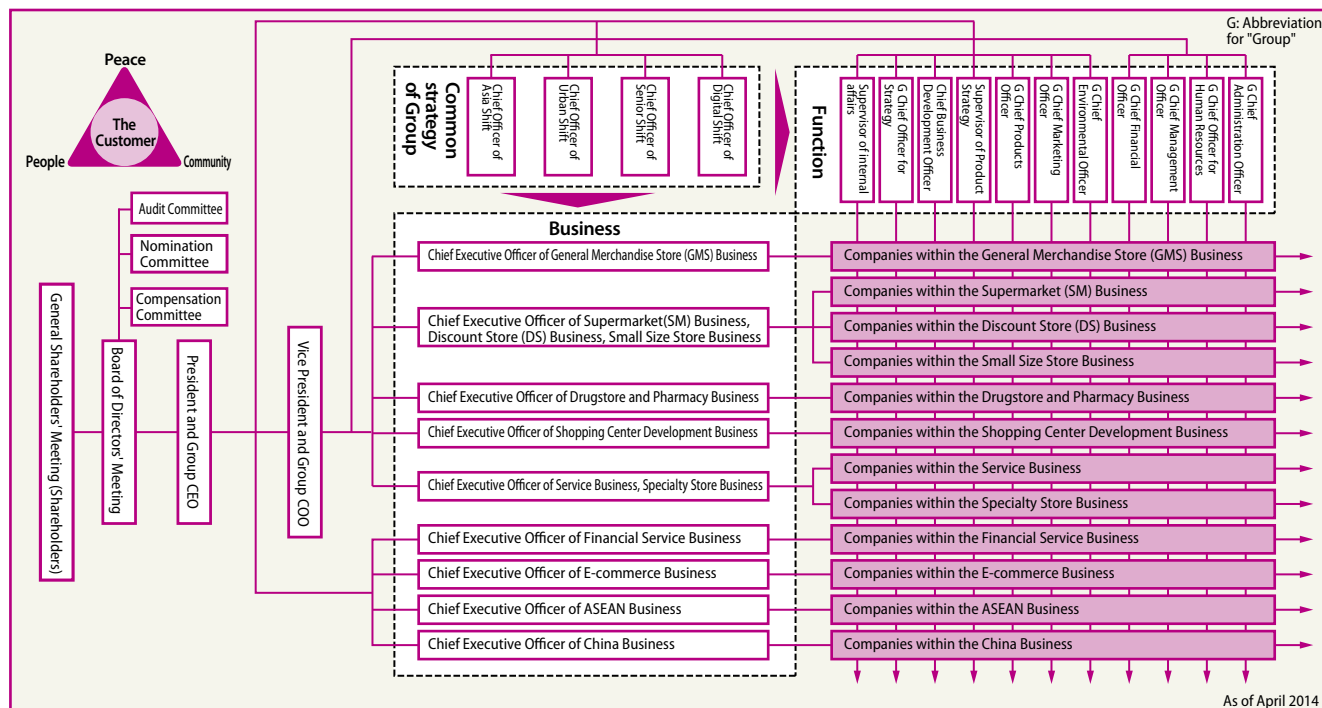 G: Abbreviation
for "Group"
Peace
The
Customer
People
Community
Audit Committee
Nomination
Committee
Compensation
Committee
General Shareholders' Meeting (Shareholders)
Board of Directors' Meeting
President and Group CEO
Vice President and Group COO
Common
strategy
of Group
Chief Officer of
Asia Shift
Chief Officer of
Urban Shift
Chief Officer of
Senior Shift
Chief Officer of
Digital Shift
Function
Supervisor of internal
affairs
G Chief Officer for
Strategy
Chief Business
Development Officer
Supervisor of Product
Strategy
G Chief Products
Officer
G Chief Marketing
Officer
G Chief
Environmental Officer
G Chief Financial
Officer
G Chief Management
Officer
G Chief Officer for
Human Resources
G Chief
Administration Officer
Business
Chief Executive Officer of General Merchandise Store (GMS) Business
Chief Executive Officer of Supermarket(SM) Business,
Discount Store (DS) Business, Small Size Store Business
Chief Executive Officer of Drugstore and Pharmacy Business
Chief Executive Officer of Shopping Center Development Business
Chief Executive Officer of Service Business, Specialty Store Business
Chief Executive Officer of Financial Service Business
Chief Executive Officer of E-commerce Business
Chief Executive Officer of ASEAN Business
Chief Executive Officer of China Business
Companies within the General Merchandise Store (GMS) Business
Companies within the Supermarket (SM) Business
Companies within the Discount Store (DS) Business
Companies within the Small Size Store Business
Companies within the Drugstore and Pharmacy Business
Companies within the Shopping Center Development Business
Companies within the Service Business
Companies within the Specialty Store Business
Companies within the Financial Service Business
Companies within the E-commerce Business
Companies within the ASEAN Business
Companies within the China Business
As of April 2014